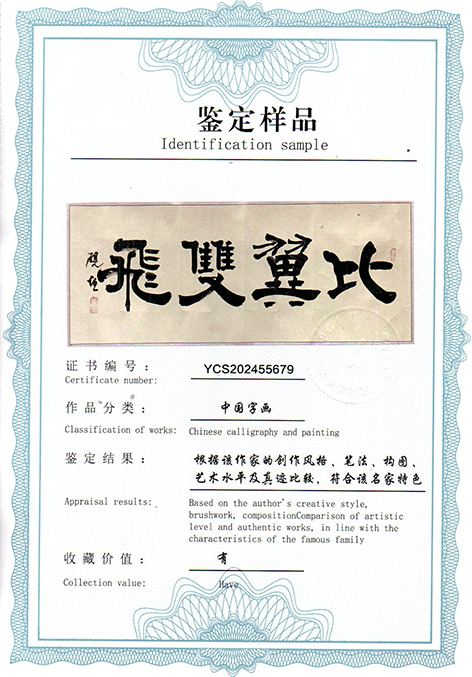 鉴定样品
Identification sample
比翼雙飛
证书编号：
YCS202455679
Certificate number:
作品分类：
中国字画
Classification of works:
Chinese calligraphy and painting
鉴定结果：
根据该作家的创作风格、笔法、构图、
艺术水平及真迹比较，符合该名家特色
Appraisal results:
Based on the author's creative style,
brushwork, compositionComparison of artistic
level and authentic works, in line with the
characteristics of the famous family
收藏价值：
有
Collection value:
Have